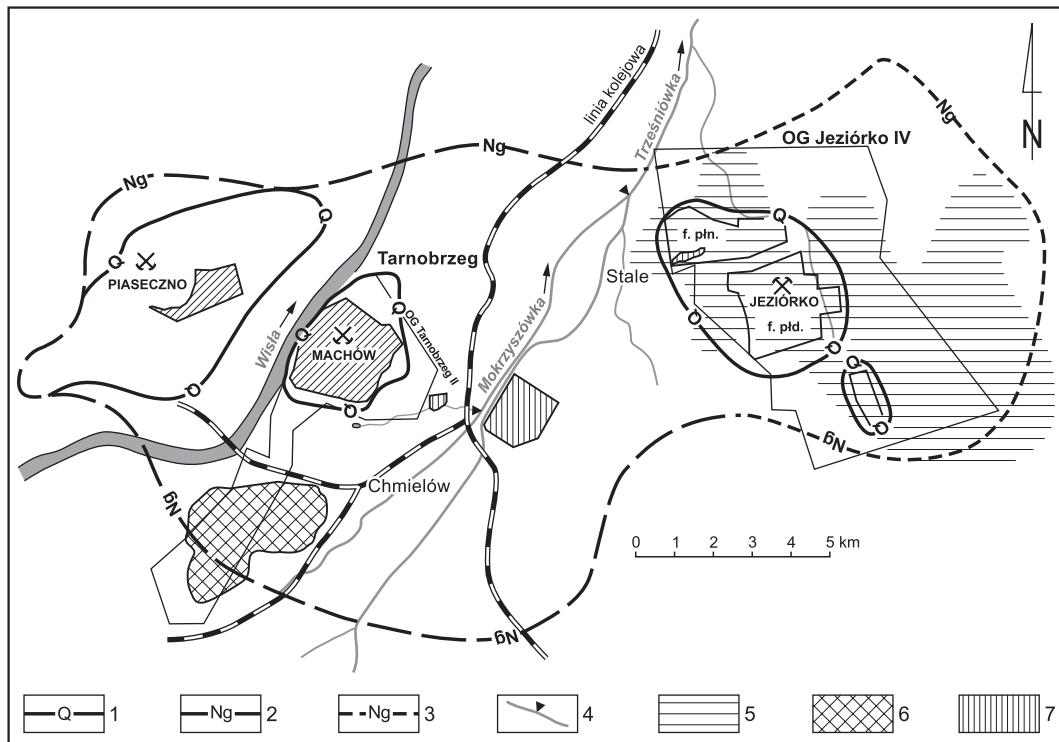 N
linia kolejowa
Trześniówka
Ng
OG Jeziórko IV
Ng
Ng
Q
Q
f. płn.
Q
PIASECZNO
Tarnobrzeg
Stale
JEZIÓRKO
f. płd.
Wisła
Q
Q
OG Tarnobrzeg II
MACHÓW
Mokrzyszówka
Q
Q
Q
Q
Q
Q
Ng
Ng
Chmielów
0 1 2 3 4 5 km
Ng
Q 1
Ng 2
Ng 3
4
5
6
7